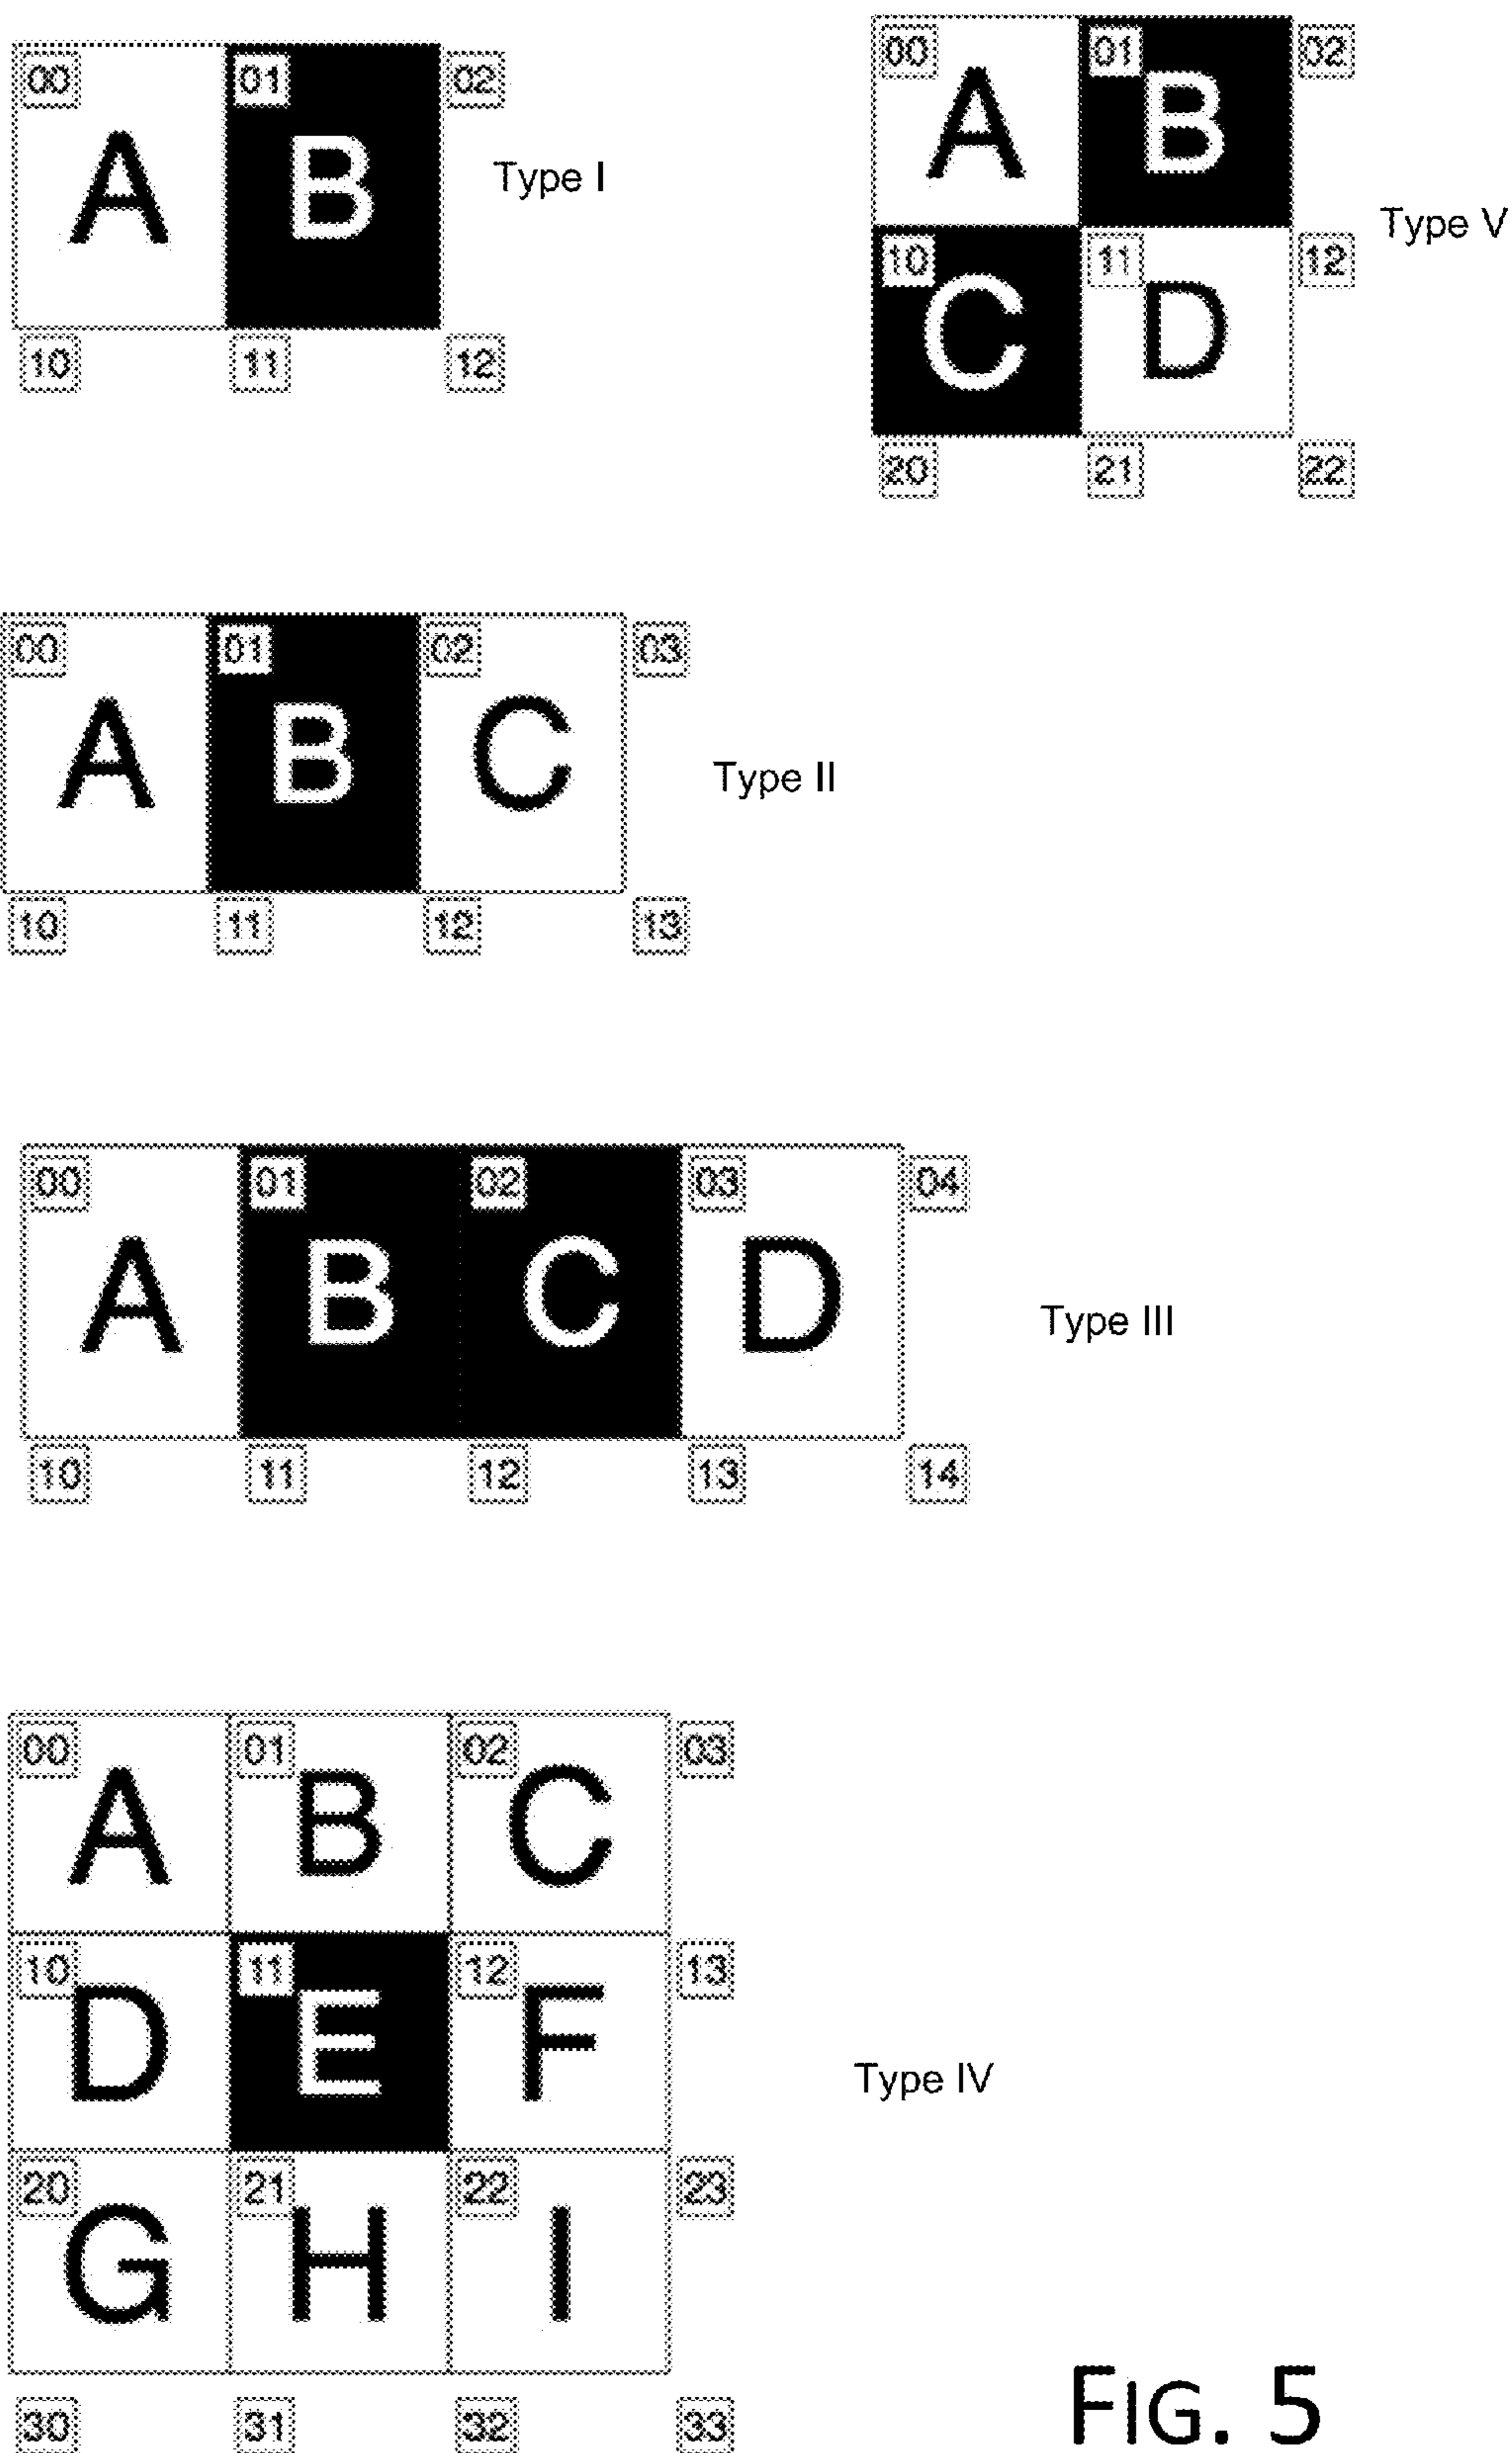 00 01 02
A B
Type I
10 11 12
00 01 02
A B
Type V
10 11 12
C D
20 21 22
00 01 02 03
A B C
Type II
10 11 12 13
00 01 02 03 04
A B C D
Type III
10 11 12 13 14
00 01 02 03
A B C
10 11 12 13
D E F
Type IV
20 21 22 23
G H I
30 31 32 33
FIG. 5